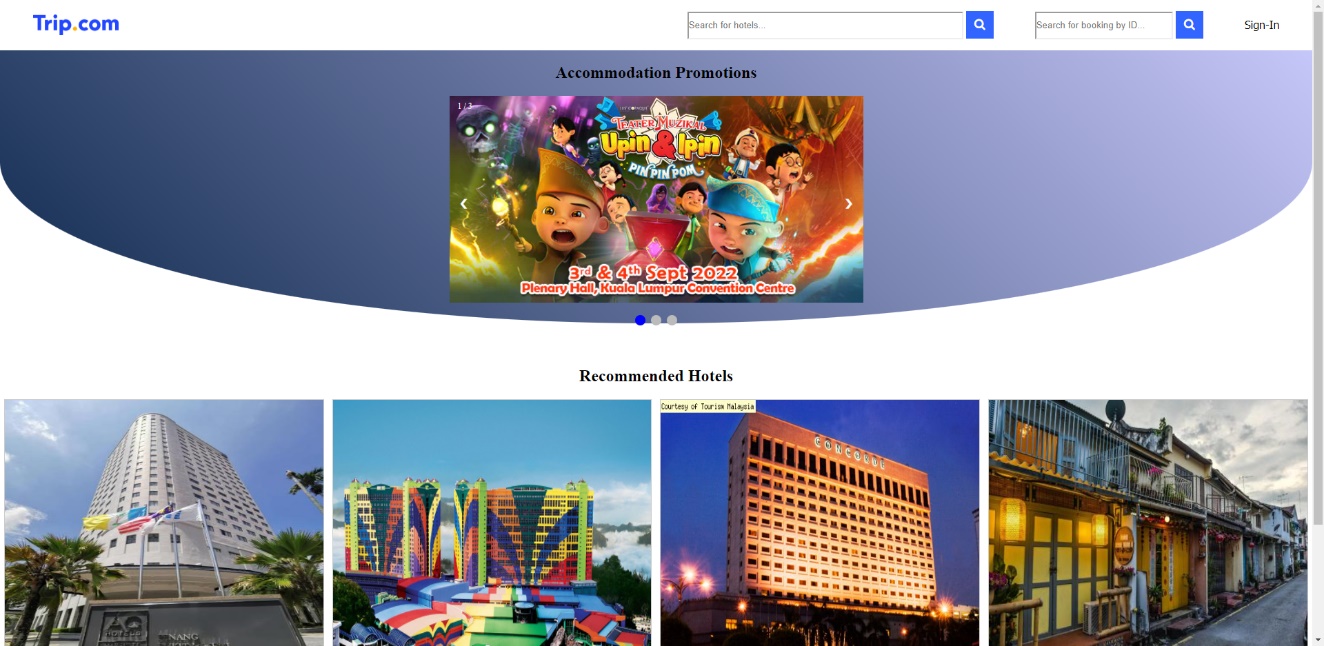 Trip.com
Search for hotels...
Search for booking by ID...
Sign-In
Accommodation Promotions
1 / 3
TEATER MUZIKAL
Upin & Ipin
PIN PIN POM
3rd & 4th Sept 2022
Plenary Hall, Kuala Lumpur Convention Centre
Recommended Hotels
Courtesy of Tourism Malaysia
CONCORDE
AC
HOTELS